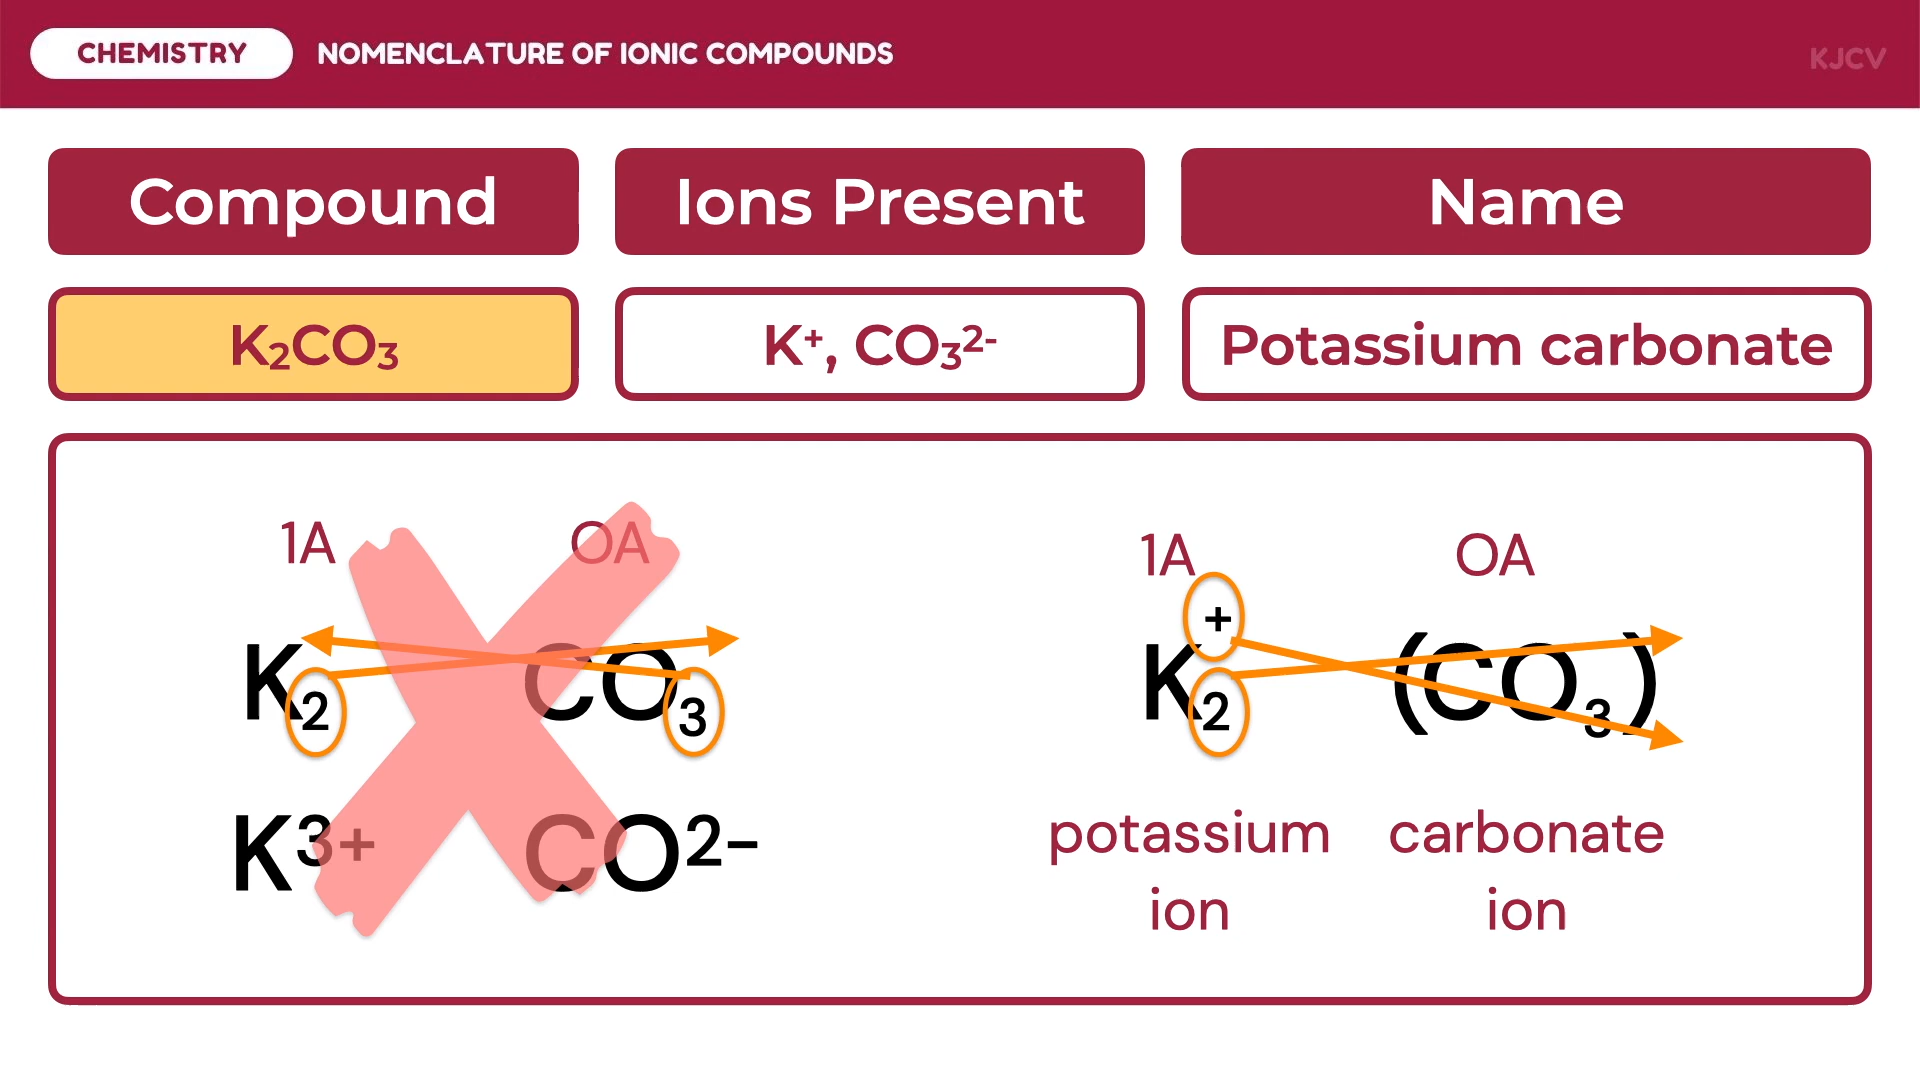 CHEMISTRY NOMENCLATURE OF IONIC COMPOUNDS KJCV
Compound Ions Present Name
K₂CO₃ K⁺, CO₃²⁻ Potassium carbonate
1A OA 1A OA
K₂ CO₃ K⁺₂ (CO₃)
K³⁺ CO²⁻
potassium carbonate
ion ion